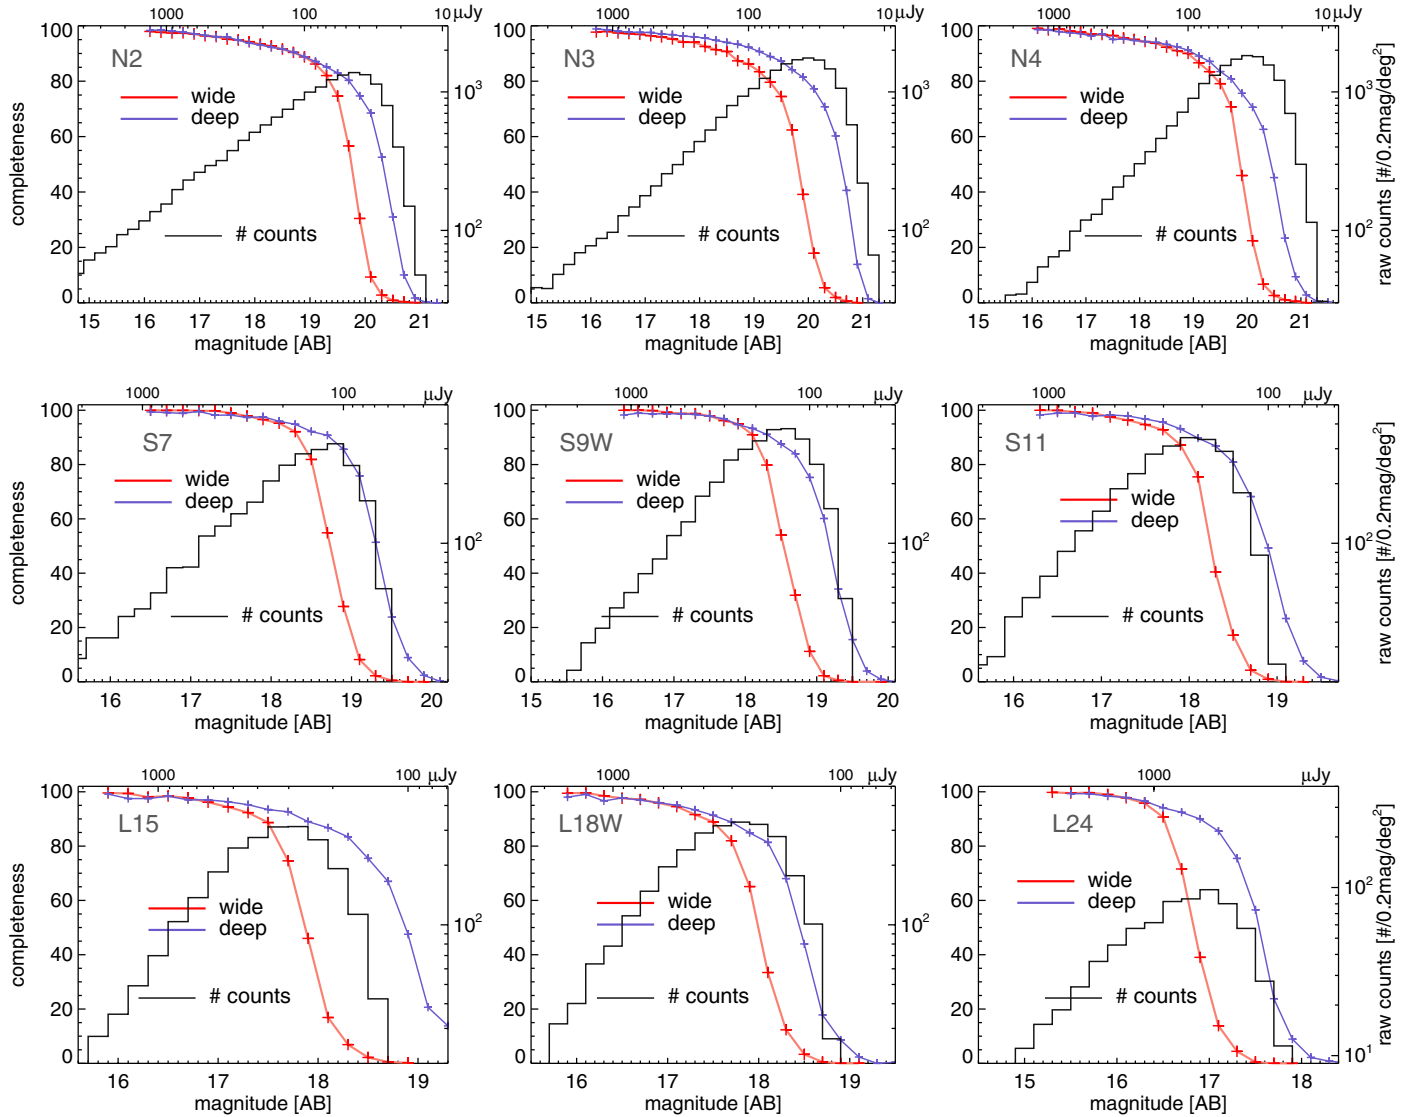 1000 100 10 μJy
100
80
60
40
20
0
completeness
N2
wide
deep
# counts
10³
10²
15 16 17 18 19 20 21
magnitude [AB]
1000 100 10 μJy
100
80
60
40
20
0
N3
wide
deep
# counts
10³
10²
15 16 17 18 19 20 21
magnitude [AB]
1000 100 10 μJy
100
80
60
40
20
0
N4
wide
deep
# counts
10³
10²
raw counts [#/0.2mag/deg²]
15 16 17 18 19 20 21
magnitude [AB]
1000 100 μJy
100
80
60
40
20
0
completeness
S7
wide
deep
# counts
10²
16 17 18 19 20
magnitude [AB]
1000 100 μJy
100
80
60
40
20
0
S9W
wide
deep
# counts
10²
15 16 17 18 19 20
magnitude [AB]
1000 100 μJy
100
80
60
40
20
0
S11
wide
deep
# counts
10²
raw counts [#/0.2mag/deg²]
16 17 18 19
magnitude [AB]
1000 100 μJy
100
80
60
40
20
0
completeness
L15
wide
deep
# counts
10²
16 17 18 19
magnitude [AB]
1000 100 μJy
100
80
60
40
20
0
L18W
wide
deep
# counts
10²
16 17 18 19
magnitude [AB]
1000 μJy
100
80
60
40
20
0
L24
wide
deep
# counts
10²
10¹
raw counts [#/0.2mag/deg²]
15 16 17 18
magnitude [AB]